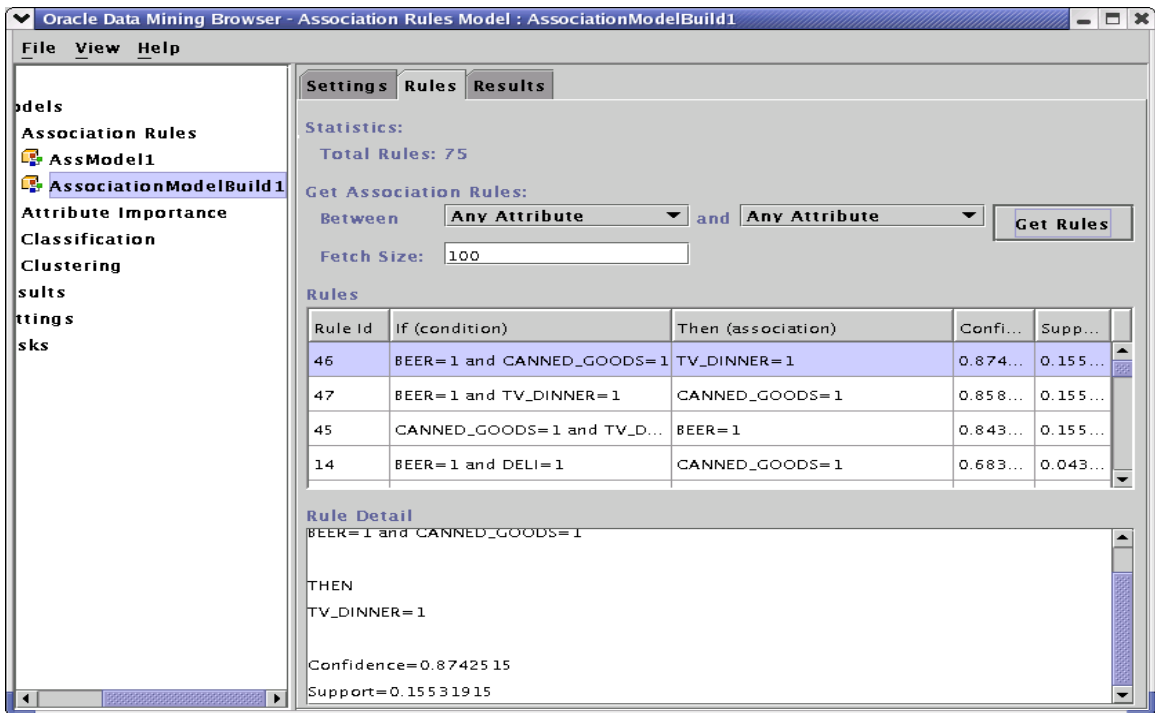 Oracle Data Mining Browser - Association Rules Model : AssociationModelBuild1
File View Help
odels
Association Rules
AssModel1
AssociationModelBuild1
Attribute Importance
Classification
Clustering
sults
ttings
sks
Settings Rules Results
Statistics:
Total Rules: 75
Get Association Rules:
Between Any Attribute and Any Attribute Get Rules
Fetch Size: 100
Rules
Rule Id If (condition) Then (association) Confi... Supp...
46 BEER=1 and CANNED_GOODS=1 TV_DINNER=1 0.874... 0.155...
47 BEER=1 and TV_DINNER=1 CANNED_GOODS=1 0.858... 0.155...
45 CANNED_GOODS=1 and TV_D... BEER=1 0.843... 0.155...
14 BEER=1 and DELI=1 CANNED_GOODS=1 0.683... 0.043...
Rule Detail
BEER=1 and CANNED_GOODS=1
THEN
TV_DINNER=1
Confidence=0.8742515
Support=0.15531915